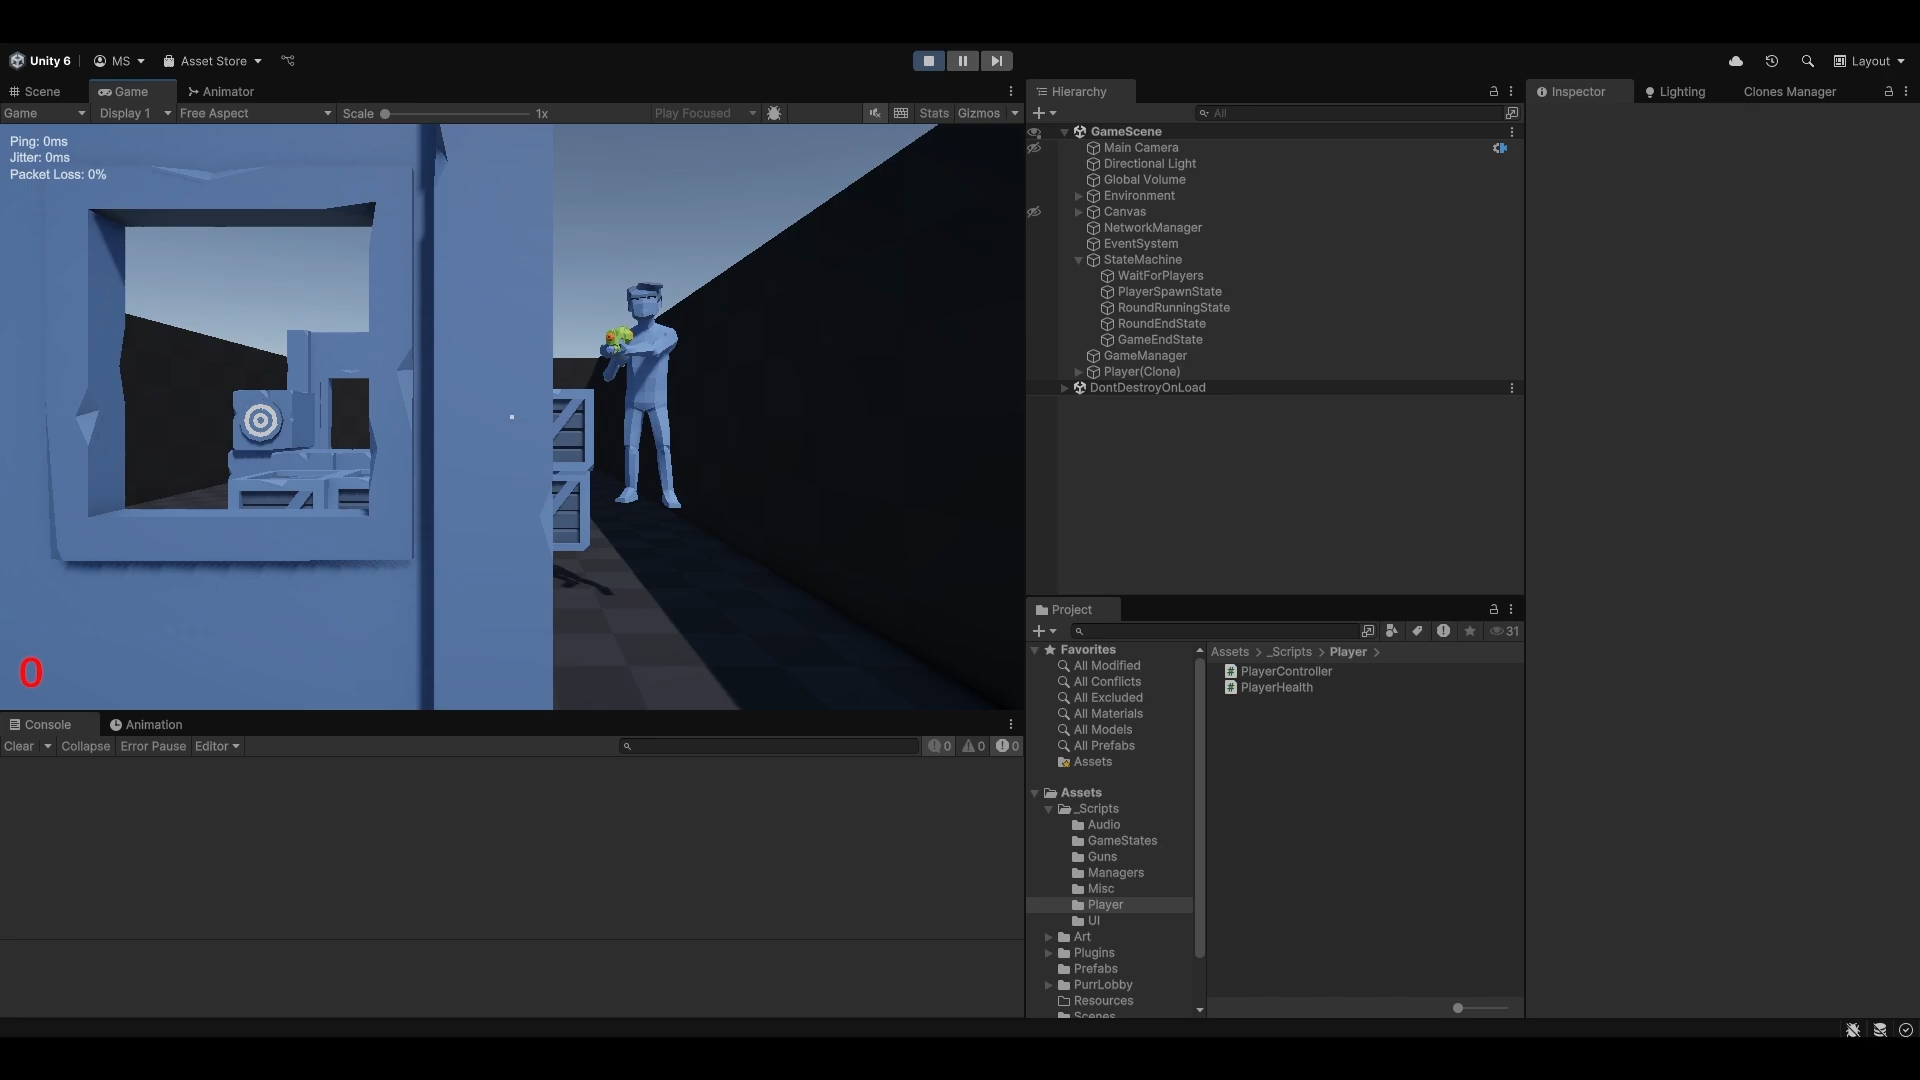 Unity 6
MS
Asset Store
Layout
Scene
Game
Animator
Game
Display 1
Free Aspect
Scale
1x
Play Focused
Stats
Gizmos
Ping: 0ms
Jitter: 0ms
Packet Loss: 0%
0
Hierarchy
All
GameScene
Main Camera
Directional Light
Global Volume
Environment
Canvas
NetworkManager
EventSystem
StateMachine
WaitForPlayers
PlayerSpawnState
RoundRunningState
RoundEndState
GameEndState
GameManager
Player(Clone)
DontDestroyOnLoad
Inspector
Lighting
Clones Manager
Console
Animation
Clear
Collapse
Error Pause
Editor
0
0
0
Project
31
Favorites
All Modified
All Conflicts
All Excluded
All Materials
All Models
All Prefabs
Assets
Assets
_Scripts
Audio
GameStates
Guns
Managers
Misc
Player
UI
Art
Plugins
Prefabs
PurrLobby
Resources
Scenes
Assets > _Scripts > Player >
PlayerController
PlayerHealth